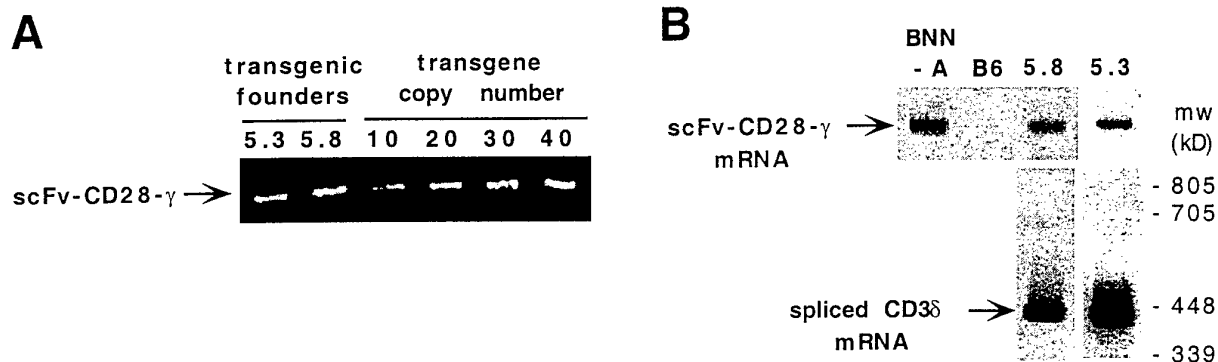 A
transgenic founders
transgene copy number
5.3 5.8 10 20 30 40
scFv-CD28-γ
B
BNN - A B6 5.8 5.3
scFv-CD28-γ mRNA
mw (kD)
- 805
- 705
spliced CD3δ mRNA
- 448
- 339